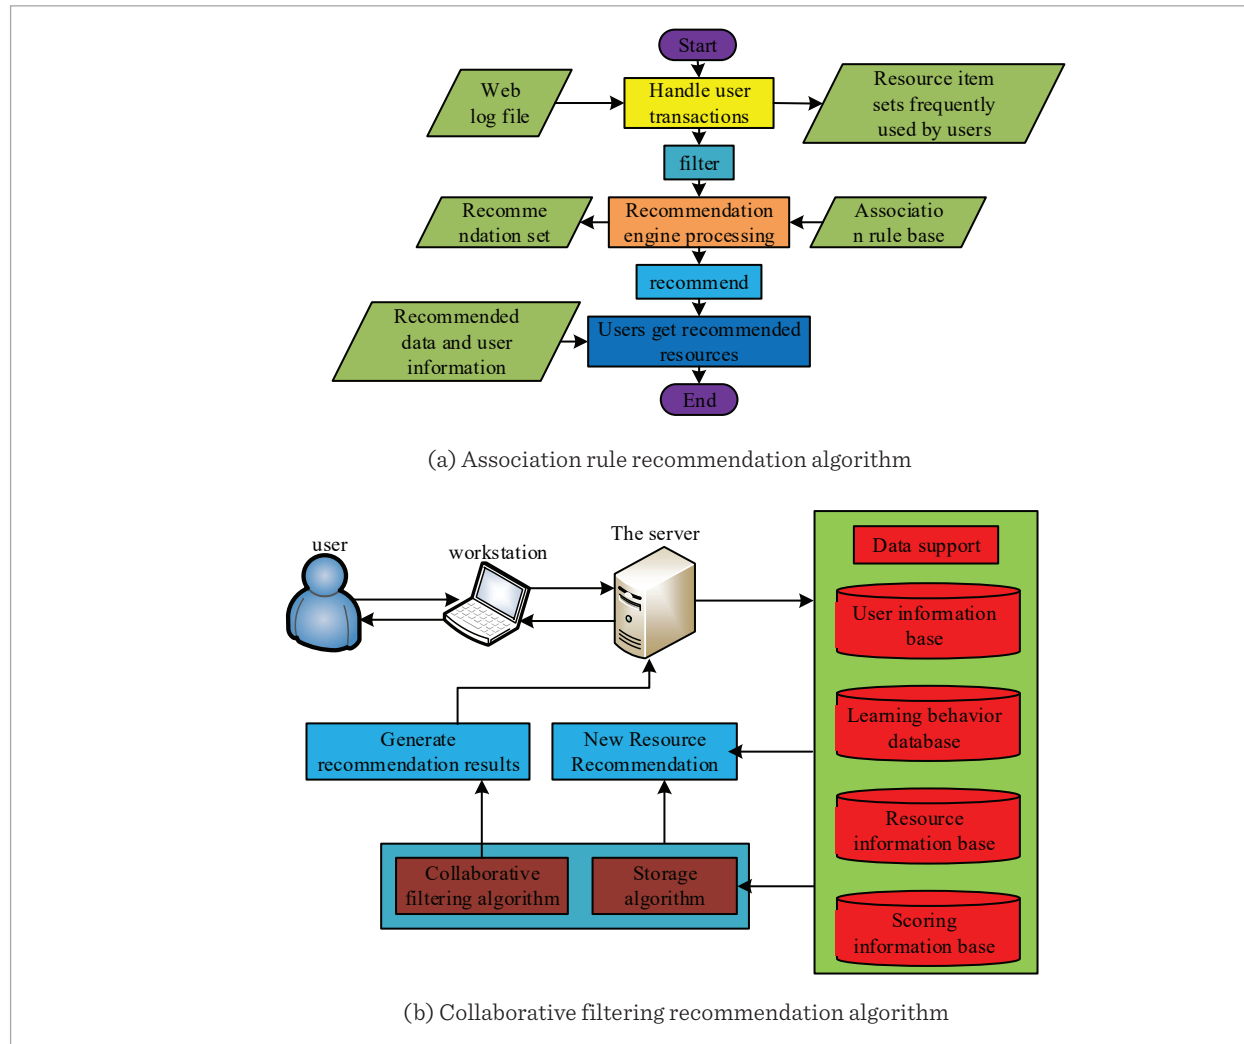 Start
Web
log file
Handle user
transactions
Resource item
sets frequently
used by users
filter
Recomme
ndation set
Recommendation
engine processing
Associatio
n rule base
recommend
Recommended
data and user
information
Users get recommended
resources
End
(a) Association rule recommendation algorithm
user
workstation
The server
Data support
User information
base
Learning behavior
database
Resource
information base
Scoring
information base
Generate
recommendation results
New Resource
Recommendation
Collaborative
filtering algorithm
Storage
algorithm
(b) Collaborative filtering recommendation algorithm